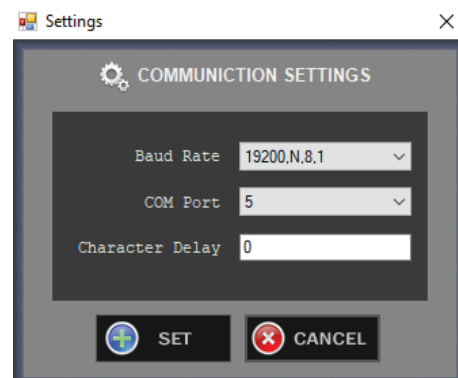 Settings
COMMUNICTION SETTINGS
Baud Rate 19200,N,8,1
COM Port 5
Character Delay 0
SET CANCEL